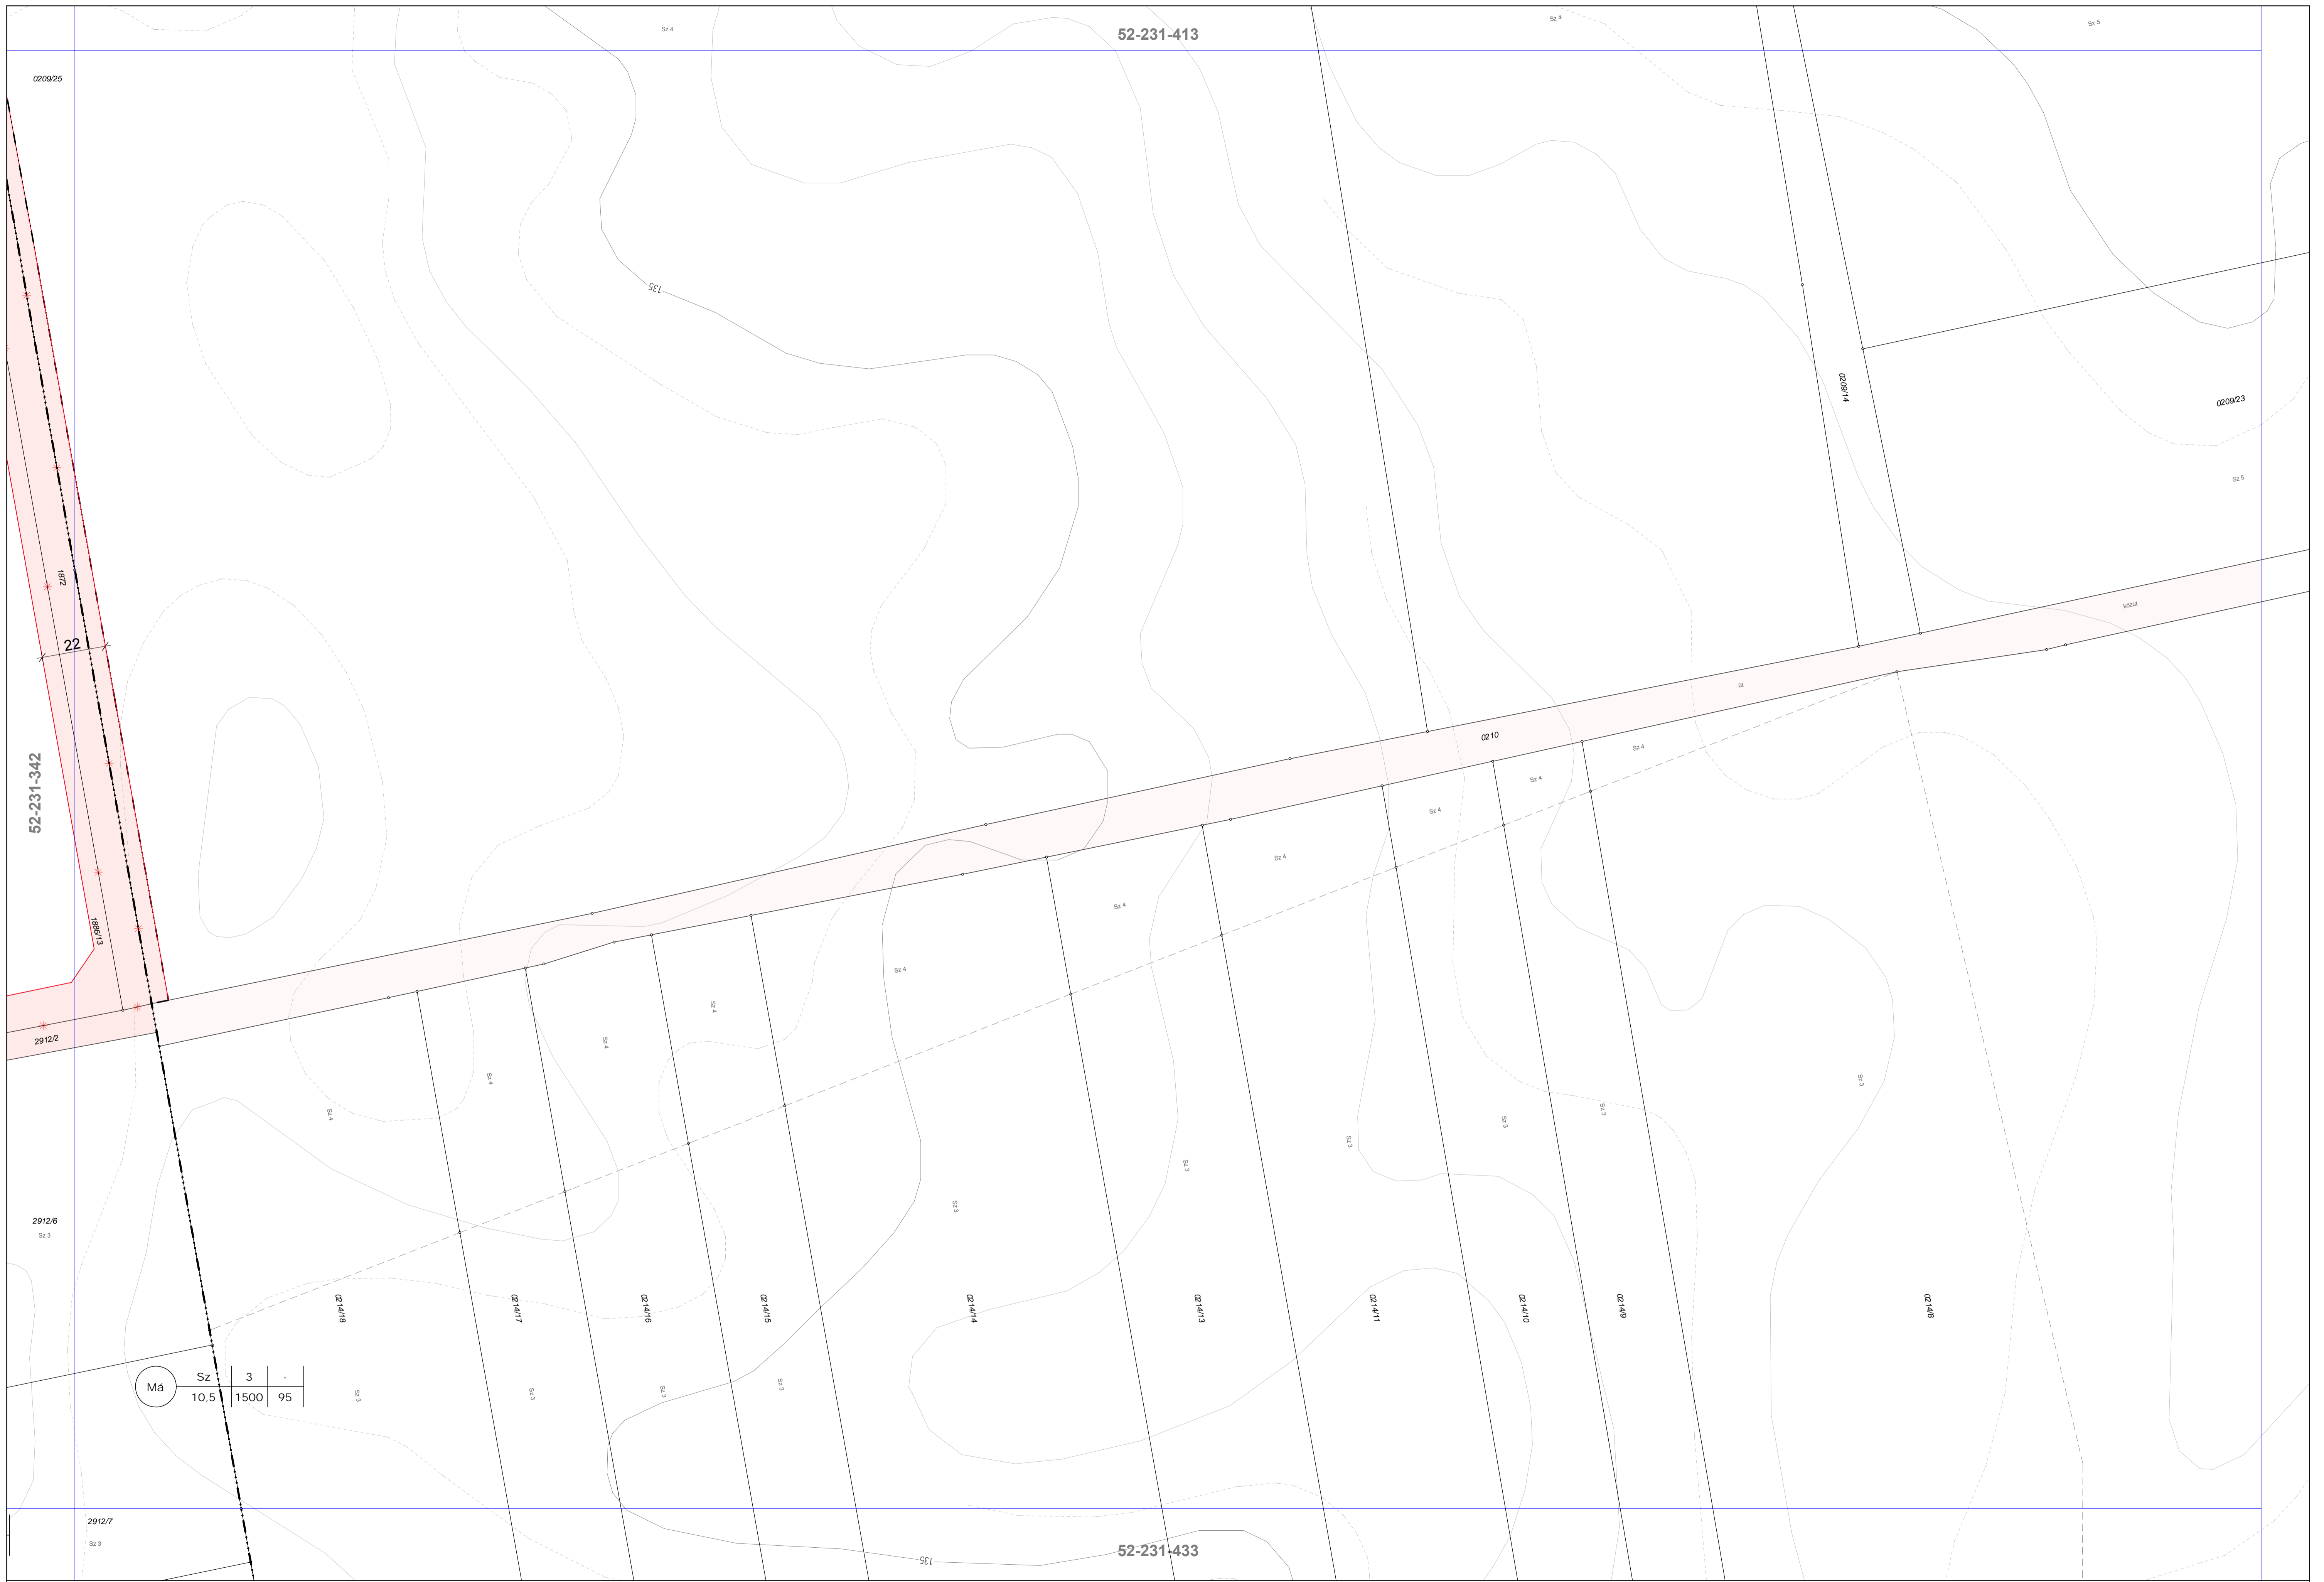 Sz 4
52-231-413
Sz 4
Sz 5
0209/25
135
0209/14
0209/23
Sz 5
1872
22
közút
út
0210
52-231-342
Sz 4
Sz 4
Sz 4
Sz 4
Sz 4
1886/13
Sz 4
Sz 4
2912/2
Sz 4
Sz 4
Sz 4
Sz 3
Sz 3
Sz 3
Sz 3
Sz 3
Sz 3
2912/6
Sz 3
0214/18
0214/17
0214/16
0214/15
0214/14
0214/13
0214/11
0214/10
0214/9
0214/8
Má
Sz 3 -
10,5 1500 95
Sz 3
Sz 3
Sz 3
Sz 3
2912/7
Sz 3
135
52-231-433